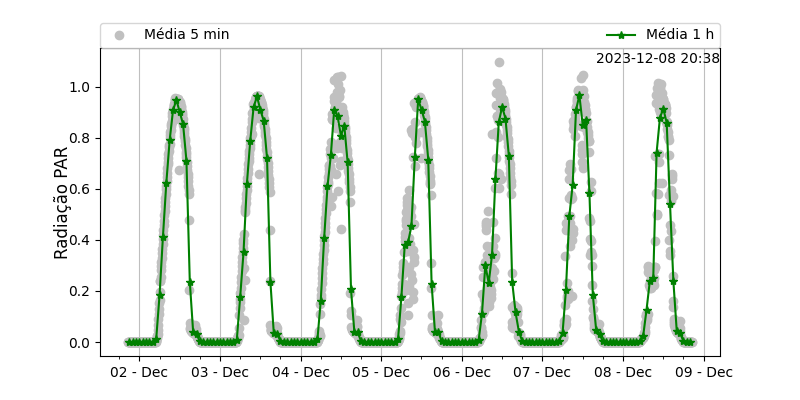 Média 5 min
Média 1 h
2023-12-08 20:38
Radiação PAR
1.0
0.8
0.6
0.4
0.2
0.0
02 - Dec 03 - Dec 04 - Dec 05 - Dec 06 - Dec 07 - Dec 08 - Dec 09 - Dec